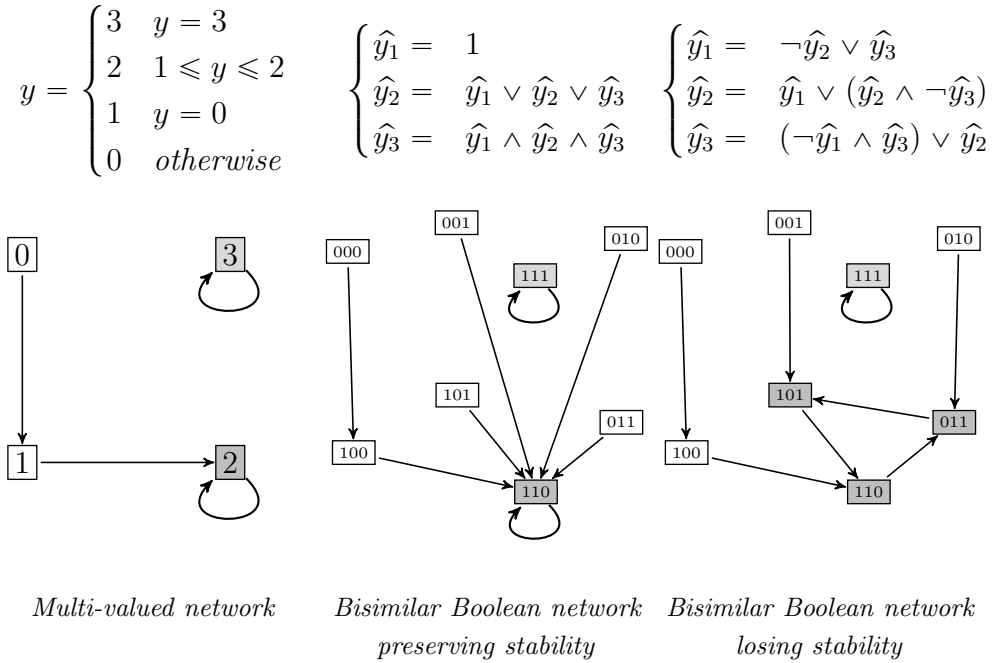 y = { 3 y = 3
2 1 ⩽ y ⩽ 2
1 y = 0
0 otherwise
{ ŷ₁ = 1
ŷ₂ = ŷ₁ ∨ ŷ₂ ∨ ŷ₃
ŷ₃ = ŷ₁ ∧ ŷ₂ ∧ ŷ₃
{ ŷ₁ = ¬ŷ₂ ∨ ŷ₃
ŷ₂ = ŷ₁ ∨ (ŷ₂ ∧ ¬ŷ₃)
ŷ₃ = (¬ŷ₁ ∧ ŷ₃) ∨ ŷ₂
0 3
1 2
000 001 010
111
101 011
100
110
000 001 010
111
101 011
100
110
Multi-valued network
Bisimilar Boolean network
preserving stability
Bisimilar Boolean network
losing stability